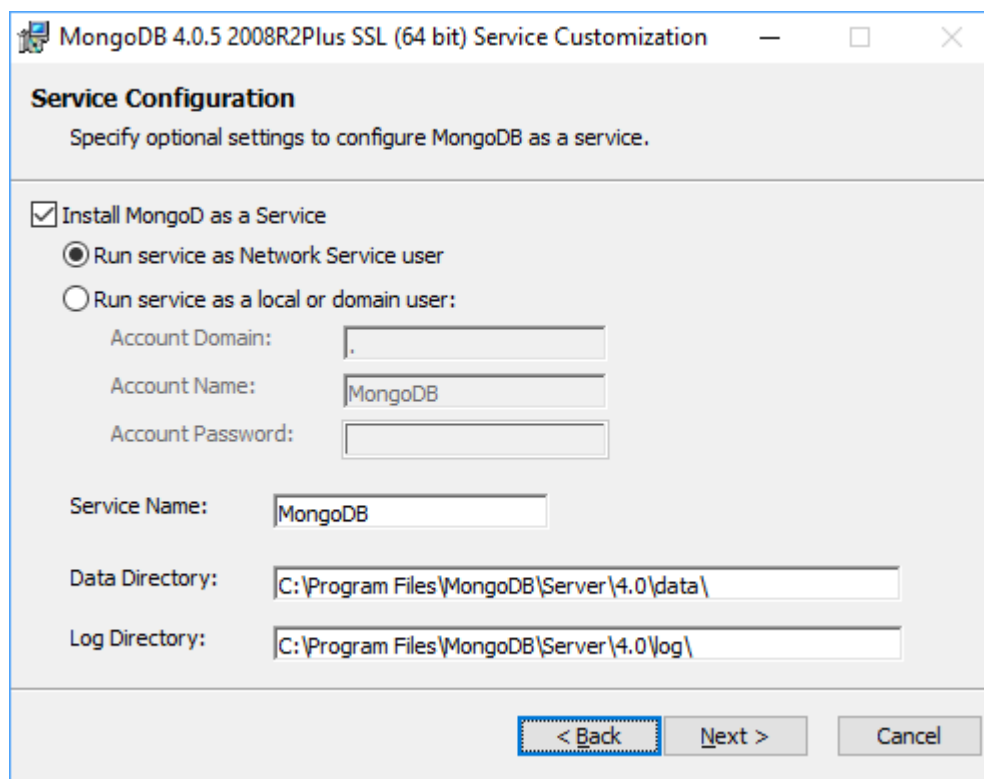 MongoDB 4.0.5 2008R2Plus SSL (64 bit) Service Customization
Service Configuration
Specify optional settings to configure MongoDB as a service.
Install MongoD as a Service
Run service as Network Service user
Run service as a local or domain user:
Account Domain: .
Account Name: MongoDB
Account Password:
Service Name: MongoDB
Data Directory: C:\Program Files\MongoDB\Server\4.0\data\
Log Directory: C:\Program Files\MongoDB\Server\4.0\log\
< Back Next > Cancel